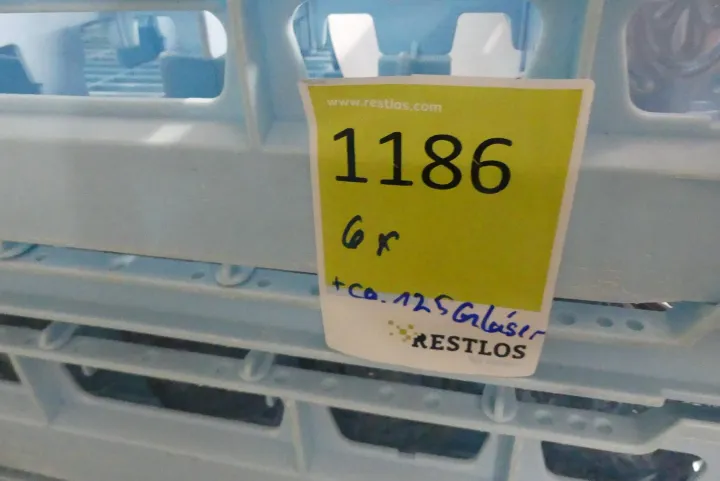 www.restlos.com
1186
6 x
+ ca. 125 Gläser
RESTLOS